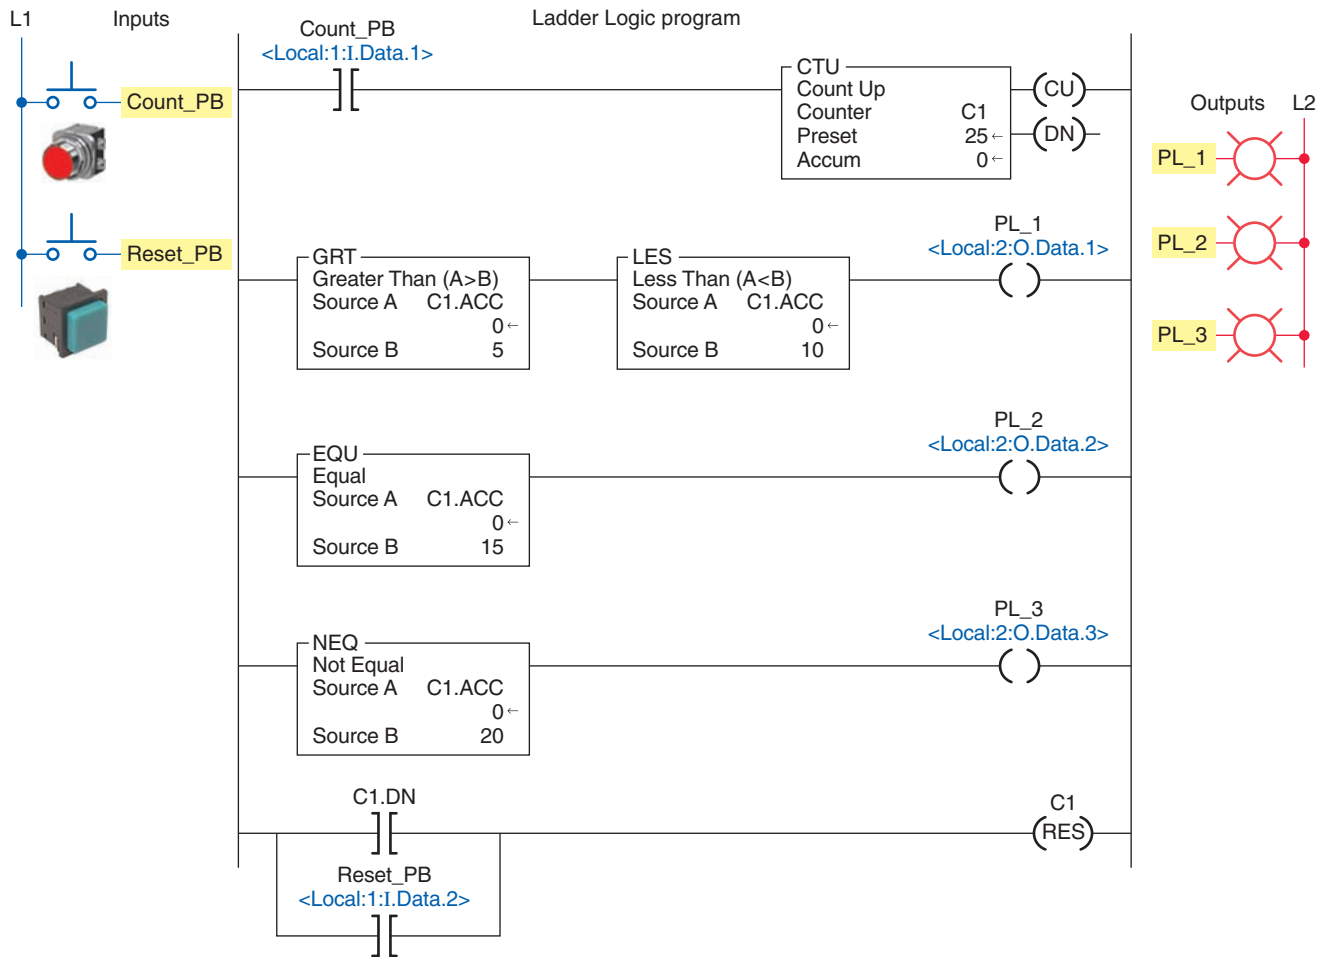 L1 Inputs Ladder Logic program
Count_PB
<Local:1:I.Data.1>
Count_PB
Reset_PB
CTU
Count Up
Counter C1
Preset 25←
Accum 0←
CU
DN
Outputs L2
PL_1
PL_2
PL_3
GRT
Greater Than (A>B)
Source A C1.ACC
0←
Source B 5
LES
Less Than (A<B)
Source A C1.ACC
0←
Source B 10
PL_1
<Local:2:O.Data.1>
EQU
Equal
Source A C1.ACC
0←
Source B 15
PL_2
<Local:2:O.Data.2>
NEQ
Not Equal
Source A C1.ACC
0←
Source B 20
PL_3
<Local:2:O.Data.3>
C1.DN
C1
RES
Reset_PB
<Local:1:I.Data.2>